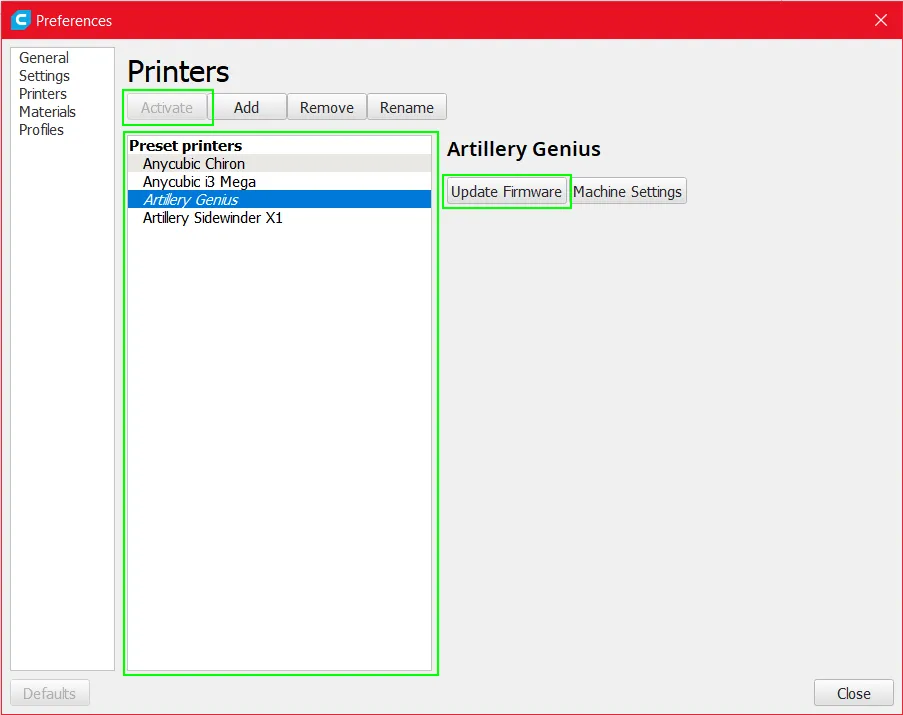 Preferences
General
Settings
Printers
Materials
Profiles
Printers
Activate Add Remove Rename
Preset printers
Anycubic Chiron
Anycubic i3 Mega
Artillery Genius
Artillery Sidewinder X1
Artillery Genius
Update Firmware Machine Settings
Defaults
Close